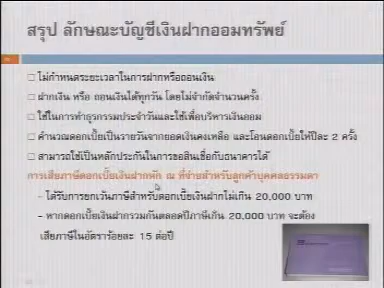 สรุป ลักษณะบัญชีเงินฝากออมทรัพย์
ไม่กำหนดระยะเวลาในการฝากหรือถอนเงิน
ฝากเงิน หรือ ถอนเงินได้ทุกวัน โดยไม่จำกัดจำนวนครั้ง
ใช้ในการทำธุรกรรมประจำวันและใช้เพื่อบริหารเงินออม
คำนวณดอกเบี้ยเป็นรายวันจากยอดเงินคงเหลือ และโอนดอกเบี้ยให้ปีละ 2 ครั้ง
สามารถใช้เป็นหลักประกันในการขอสินเชื่อกับธนาคารได้
การเสียภาษีดอกเบี้ยเงินฝากหัก ณ ที่จ่ายสำหรับลูกค้าบุคคลธรรมดา
- ได้รับการยกเว้นภาษีสำหรับดอกเบี้ยเงินฝากไม่เกิน 20,000 บาท
- หากดอกเบี้ยเงินฝากรวมกันตลอดปีภาษีเกิน 20,000 บาท จะต้อง
เสียภาษีในอัตราร้อยละ 15 ต่อปี